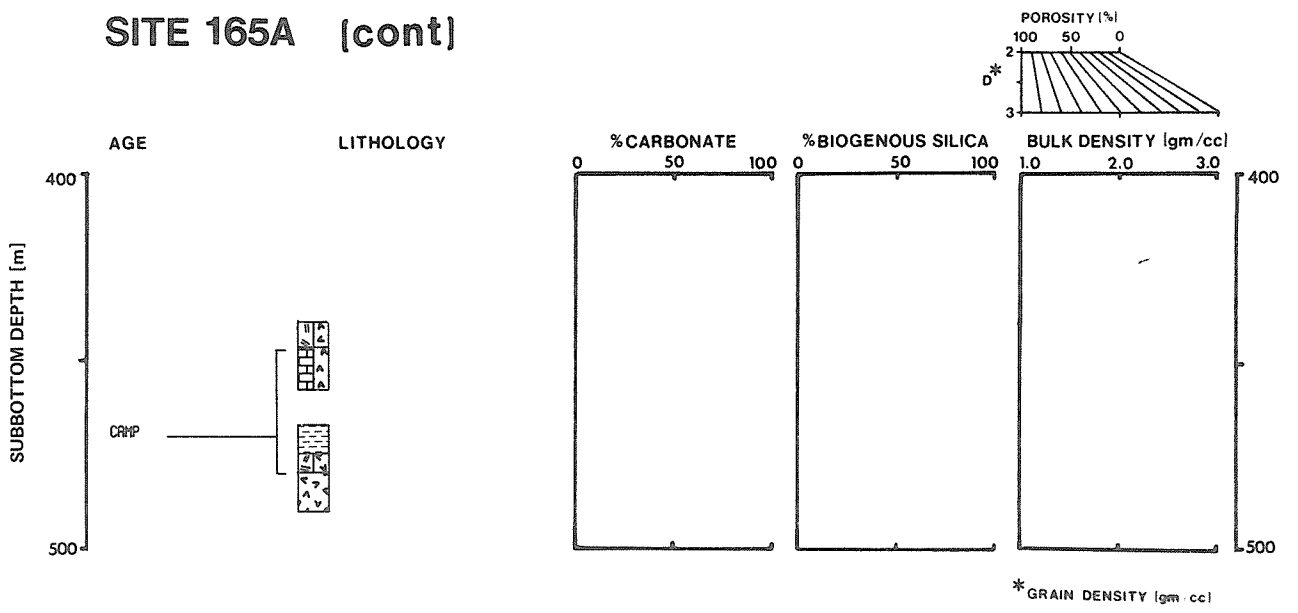 SITE 165A [cont]
POROSITY [%]
100 50 0
2
D*
3
AGE LITHOLOGY %CARBONATE %BIOGENOUS SILICA BULK DENSITY [gm/cc]
0 50 100 0 50 100 1.0 2.0 3.0
400 400
SUBBOTTOM DEPTH [m]
CAMP
500 500
*GRAIN DENSITY [gm cc]